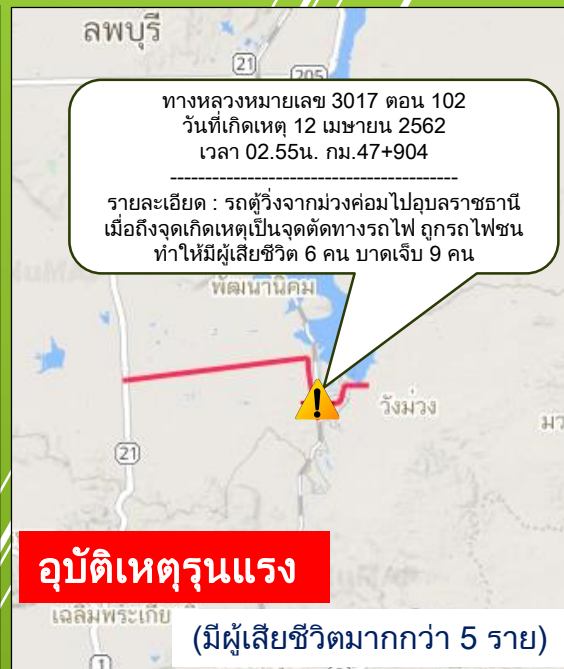 ลพบุรี
21
205
ทางหลวงหมายเลข 3017 ตอน 102
วันที่เกิดเหตุ 12 เมษายน 2562
เวลา 02.55น. กม.47+904
-----------------------------------------
รายละเอียด : รถตู้วิ่งจากม่วงค่อมไปอุบลราชธานี
เมื่อถึงจุดเกิดเหตุเป็นจุดตัดทางรถไฟ ถูกรถไฟชน
ทำให้มีผู้เสียชีวิต 6 คน บาดเจ็บ 9 คน
พัฒนานิคม
วังม่วง
21
อุบัติเหตุรุนแรง
เฉลิมพระเกีย
(มีผู้เสียชีวิตมากกว่า 5 ราย)
1